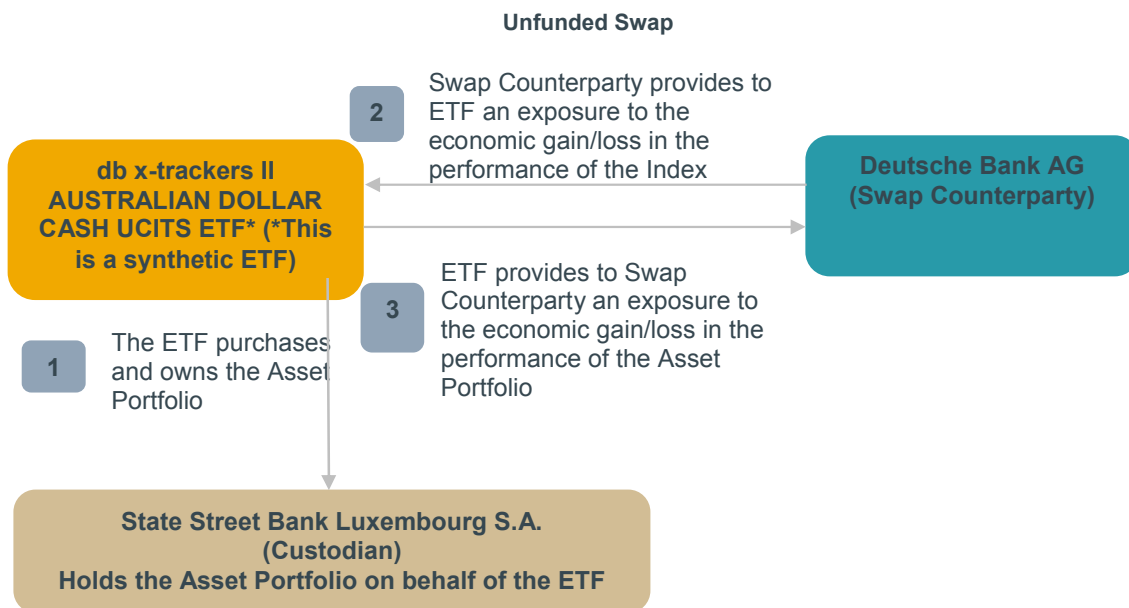 Unfunded Swap
2
Swap Counterparty provides to
ETF an exposure to the
economic gain/loss in the
performance of the Index
db x-trackers II
AUSTRALIAN DOLLAR
CASH UCITS ETF* (*This
is a synthetic ETF)
Deutsche Bank AG
(Swap Counterparty)
3
ETF provides to Swap
Counterparty an exposure to
the economic gain/loss in the
performance of the Asset
Portfolio
1
The ETF purchases
and owns the Asset
Portfolio
State Street Bank Luxembourg S.A.
(Custodian)
Holds the Asset Portfolio on behalf of the ETF